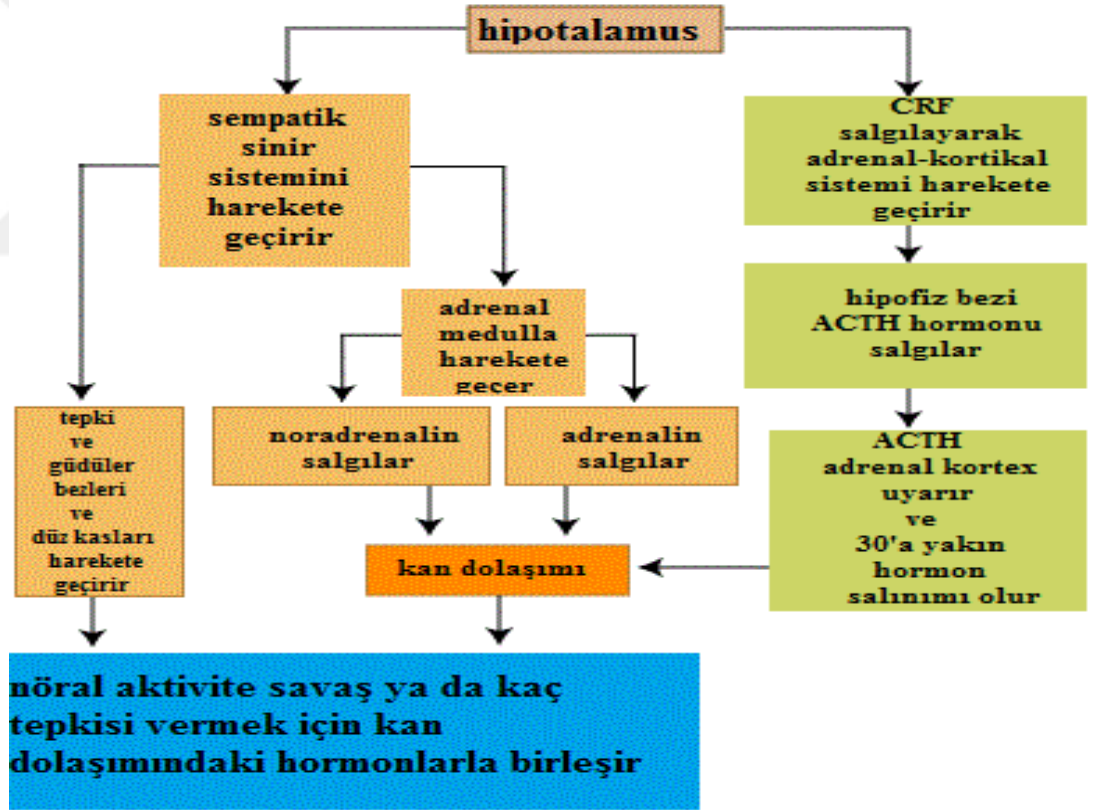 hipotalamus
sempatik
sinir
sistemini
harekete
geçirir
CRF
salgılayarak
adrenal-kortikal
sistemi harekete
geçirir
adrenal
medulla
harekete
geçer
hipofiz bezi
ACTH hormonu
salgılar
tepki
ve
güdüler
bezleri
ve
düz kasları
harekete
geçirir
noradrenalin
salgılar
adrenalin
salgılar
ACTH
adrenal kortex
uyarır
ve
30'a yakın
hormon
salınımı olur
kan dolaşımı
nöral aktivite savaş ya da kaç
tepkisi vermek için kan
dolaşımındaki hormonlarla birleşir